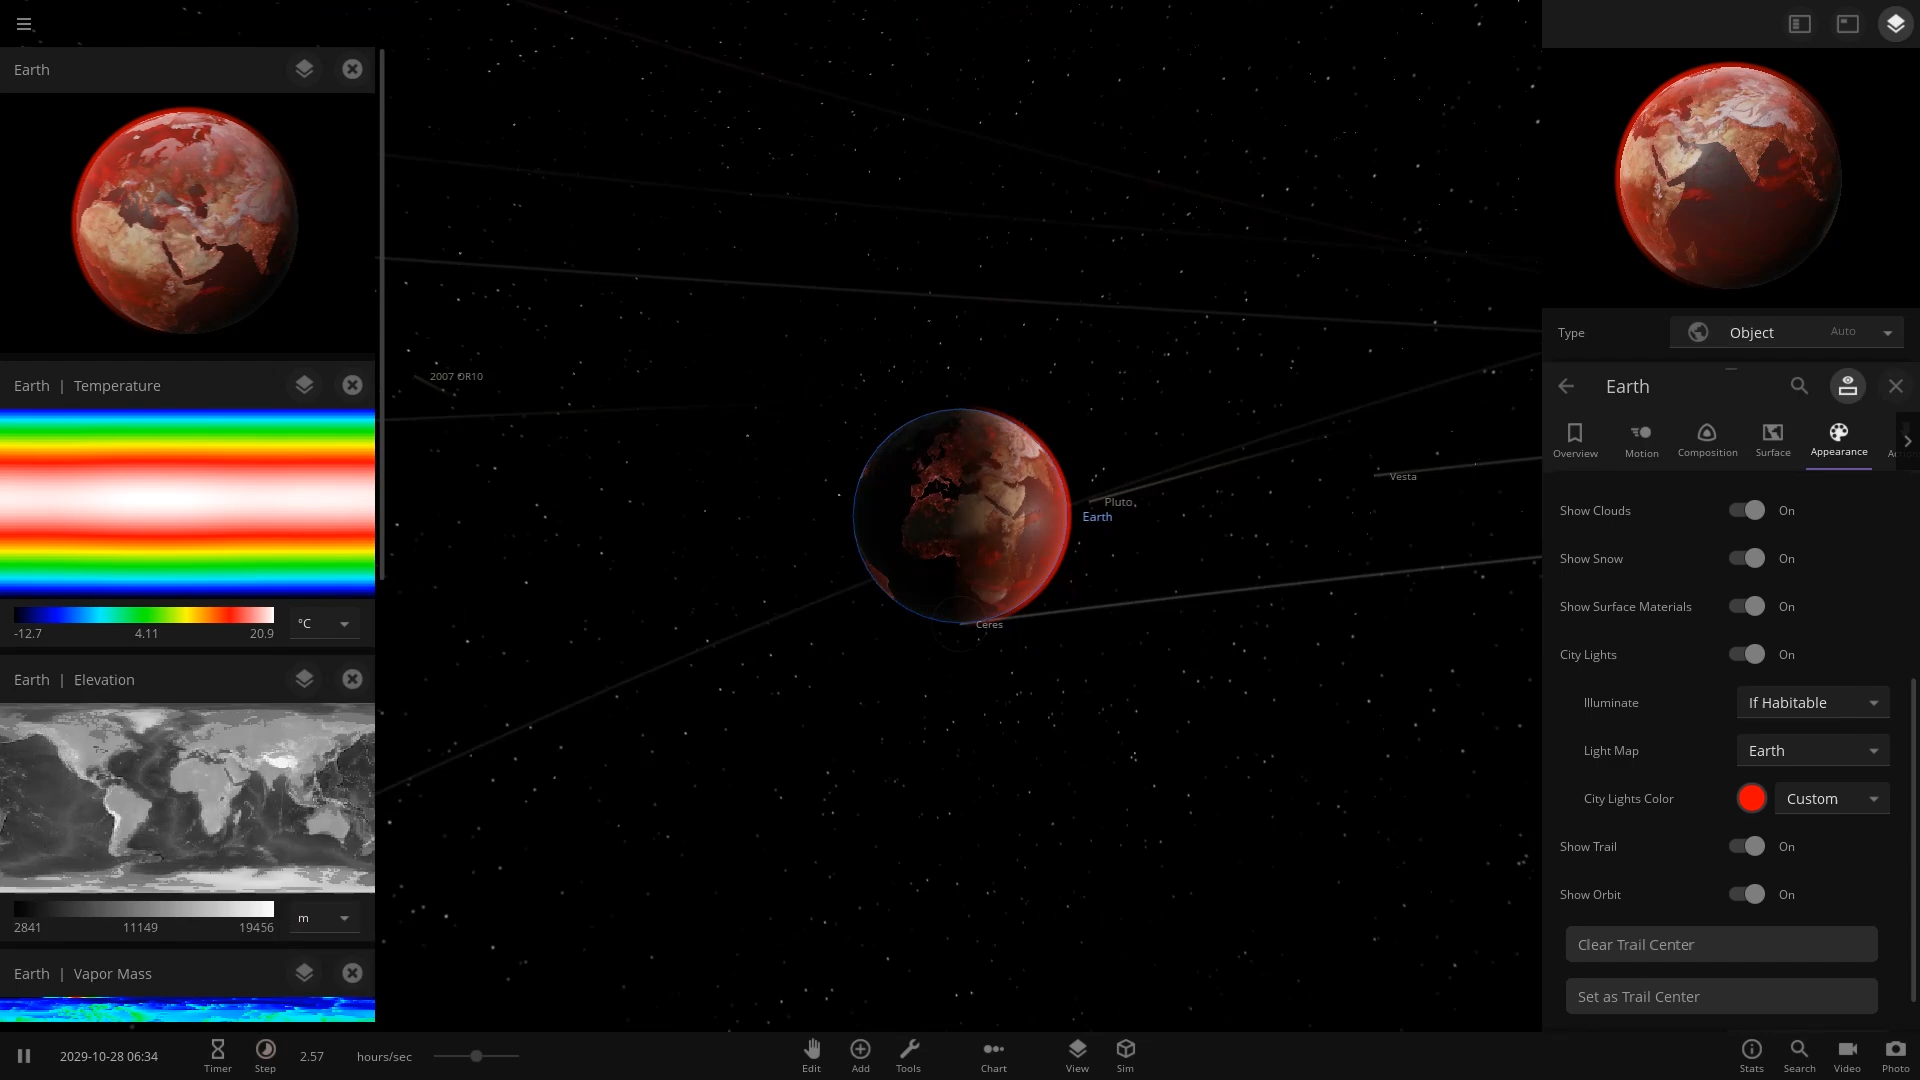 Earth
Earth | Temperature
-12.7 4.11 20.9
°C
Earth | Elevation
2841 11149 19456
m
Earth | Vapor Mass
2007 OR10
Vesta
Pluto
Earth
Ceres
Type Object Auto
Earth
Overview Motion Composition Surface Appearance
Show Clouds On
Show Snow On
Show Surface Materials On
City Lights On
Illuminate If Habitable
Light Map Earth
City Lights Color Custom
Show Trail On
Show Orbit On
Clear Trail Center
Set as Trail Center
2029-10-28 06:34
Timer Step 2.57 hours/sec
Edit Add Tools Chart View Sim
Stats Search Video Photo